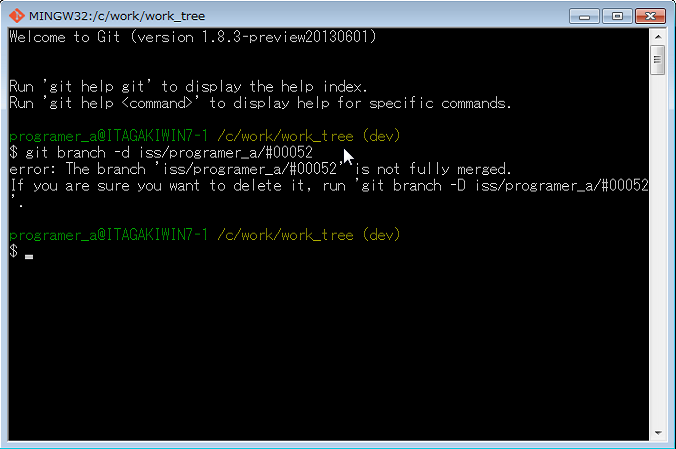 MINGW32:/c/work/work_tree
Welcome to Git (version 1.8.3-preview20130601)
Run 'git help git' to display the help index.
Run 'git help <command>' to display help for specific commands.
programer_a@ITAGAKIWIN7-1 /c/work/work_tree (dev)
$ git branch -d iss/programer_a/#00052
error: The branch 'iss/programer_a/#00052' is not fully merged.
If you are sure you want to delete it, run 'git branch -D iss/programer_a/#00052
'.
programer_a@ITAGAKIWIN7-1 /c/work/work_tree (dev)
$